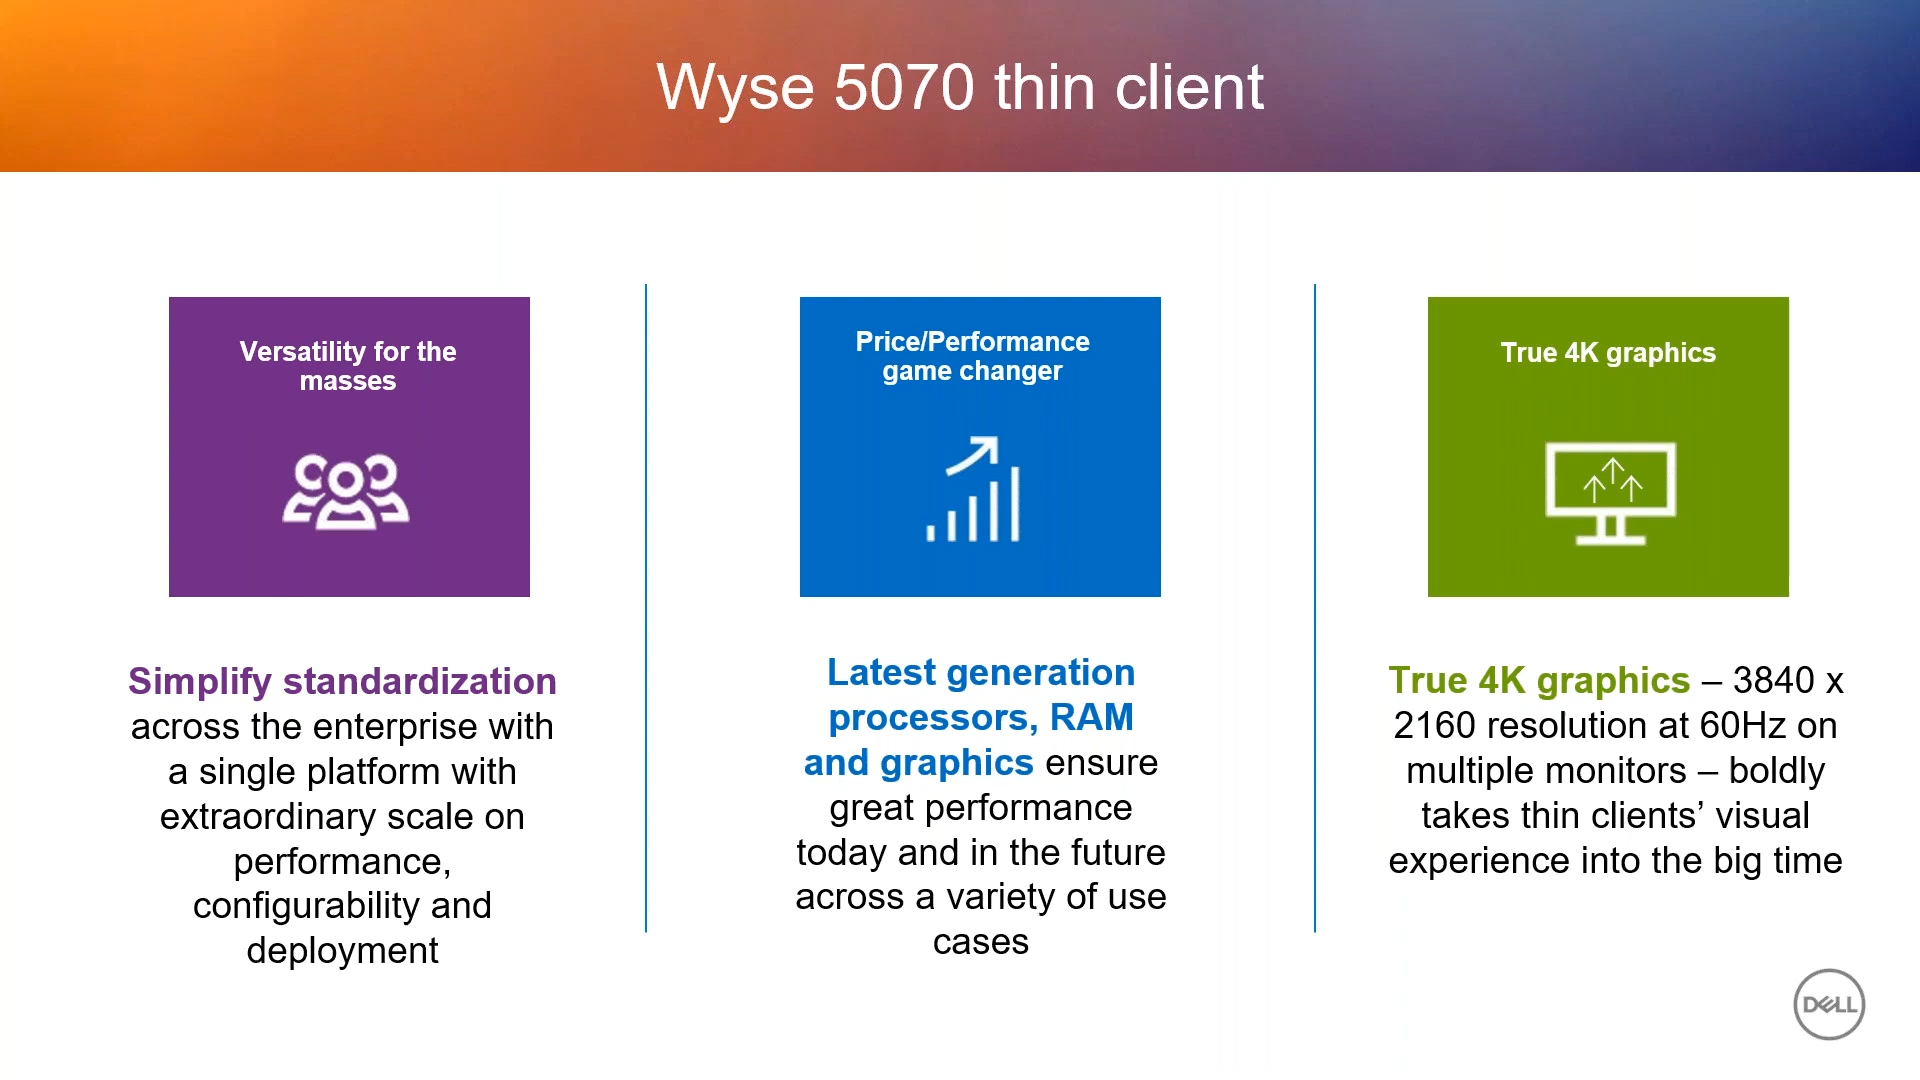 Wyse 5070 thin client
Versatility for the
masses
Simplify standardization
across the enterprise with
a single platform with
extraordinary scale on
performance,
configurability and
deployment
Price/Performance
game changer
Latest generation
processors, RAM
and graphics ensure
great performance
today and in the future
across a variety of use
cases
True 4K graphics
True 4K graphics – 3840 x
2160 resolution at 60Hz on
multiple monitors – boldly
takes thin clients’ visual
experience into the big time
DELL